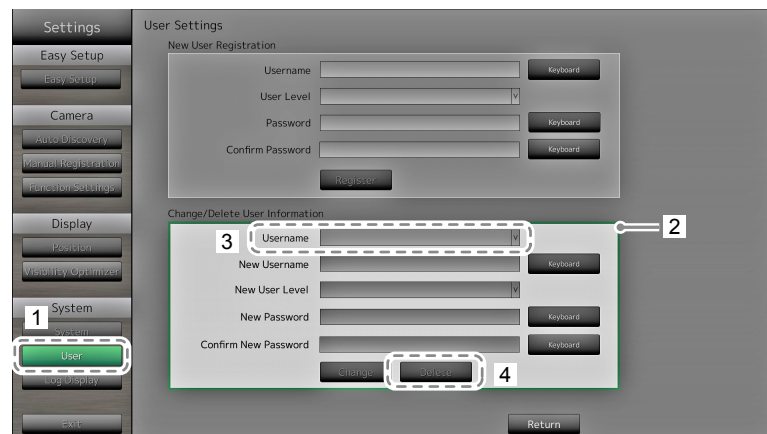 Settings
Easy Setup
Easy Setup
Camera
Auto Discovery
Manual Registration
Function Settings
Display
Position
Visibility Optimizer
System
1
System
User
Log Display
Exit
User Settings
New User Registration
Username
Keyboard
User Level
Password
Keyboard
Confirm Password
Keyboard
Register
Change/Delete User Information
2
3
Username
New Username
Keyboard
New User Level
New Password
Keyboard
Confirm New Password
Keyboard
Change
Delete
4
Return